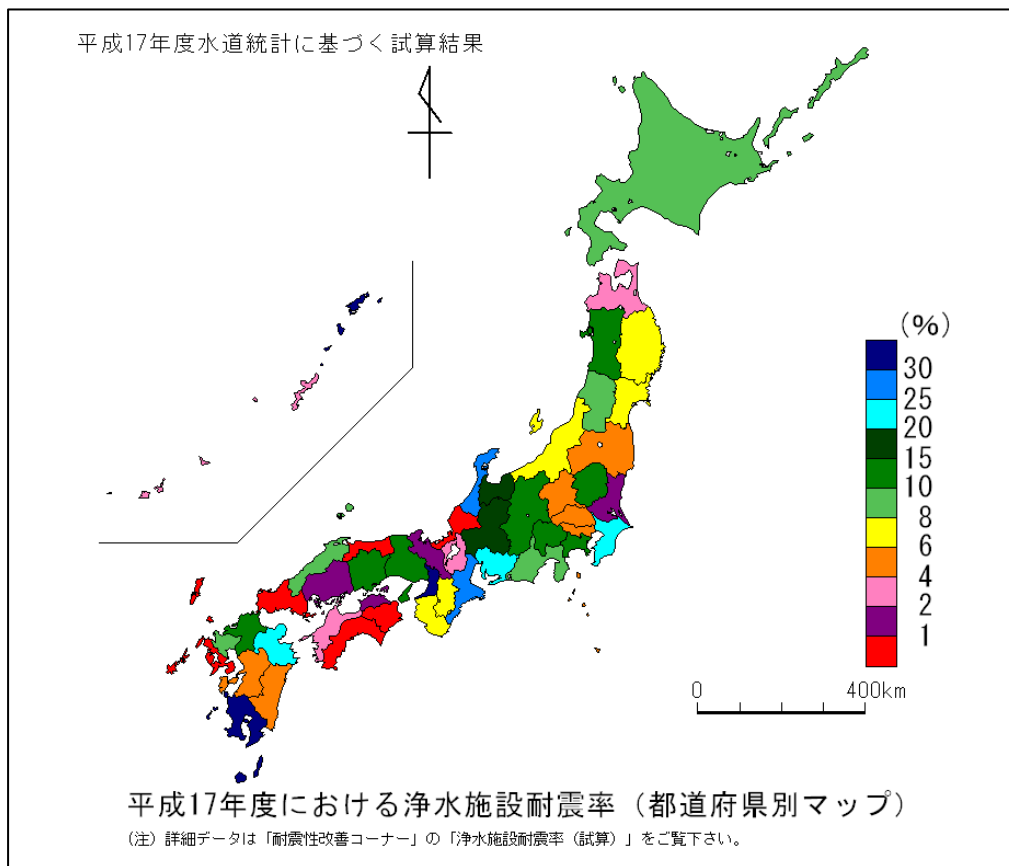 平成17年度水道統計に基づく試算結果
(%)
30
25
20
15
10
8
6
4
2
1
0 400km
平成17年度における浄水施設耐震率（都道府県別マップ）
(注) 詳細データは「耐震性改善コーナー」の「浄水施設耐震率（試算）」をご覧下さい。